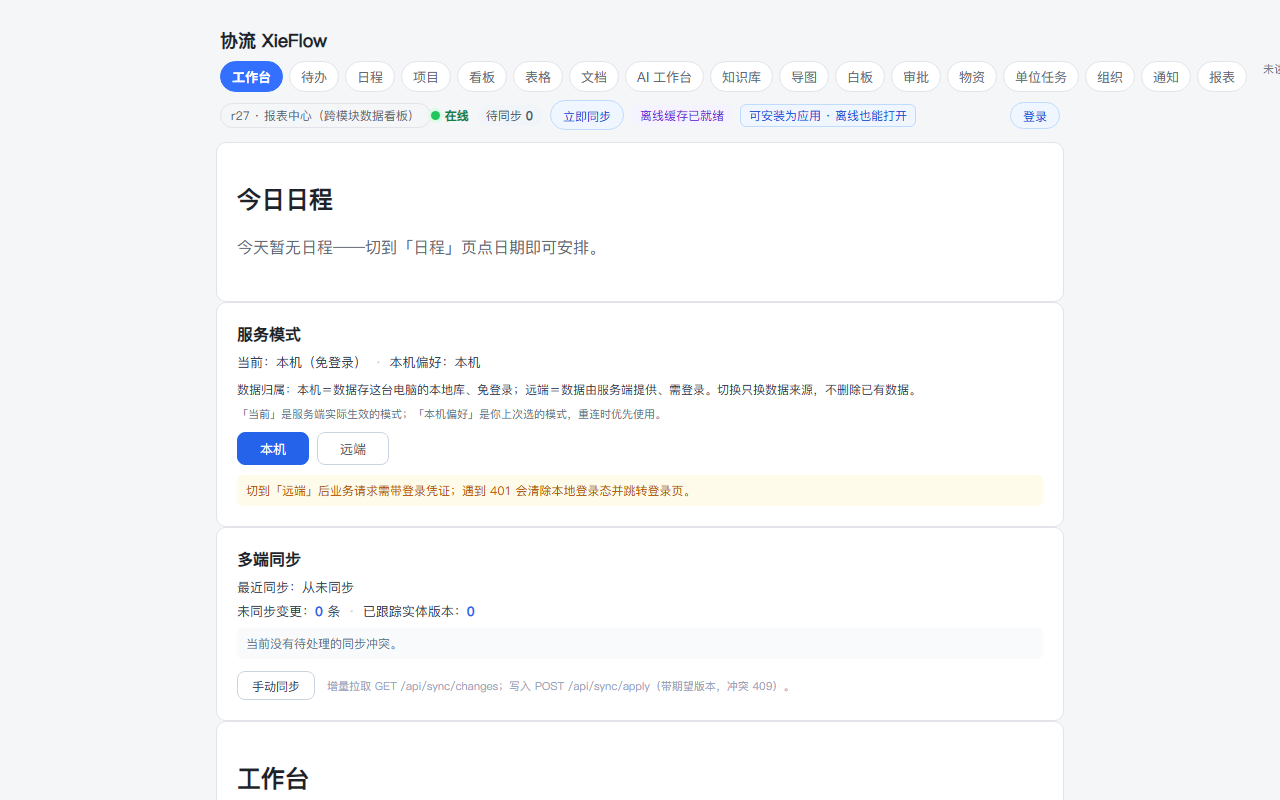 协流 XieFlow
工作台 待办 日程 项目 看板 表格 文档 AI 工作台 知识库 导图 白板 审批 物资 单位任务 组织 通知 报表
r27 · 报表中心（跨模块数据看板） 在线 待同步 0 立即同步 离线缓存已就绪 可安装为应用 · 离线也能打开 登录
今日日程
今天暂无日程——切到「日程」页点日期即可安排。
服务模式
当前：本机（免登录） · 本机偏好：本机
数据归属：本机＝数据存这台电脑的本地库、免登录；远端＝数据由服务端提供、需登录。切换只换数据来源，不删除已有数据。
「当前」是服务端实际生效的模式；「本机偏好」是你上次选的模式，重连时优先使用。
本机 远端
切到「远端」后业务请求需带登录凭证；遇到 401 会清除本地登录态并跳转登录页。
多端同步
最近同步：从未同步
未同步变更：0 条 · 已跟踪实体版本：0
当前没有待处理的同步冲突。
手动同步 增量拉取 GET /api/sync/changes；写入 POST /api/sync/apply（带期望版本，冲突 409）。
工作台